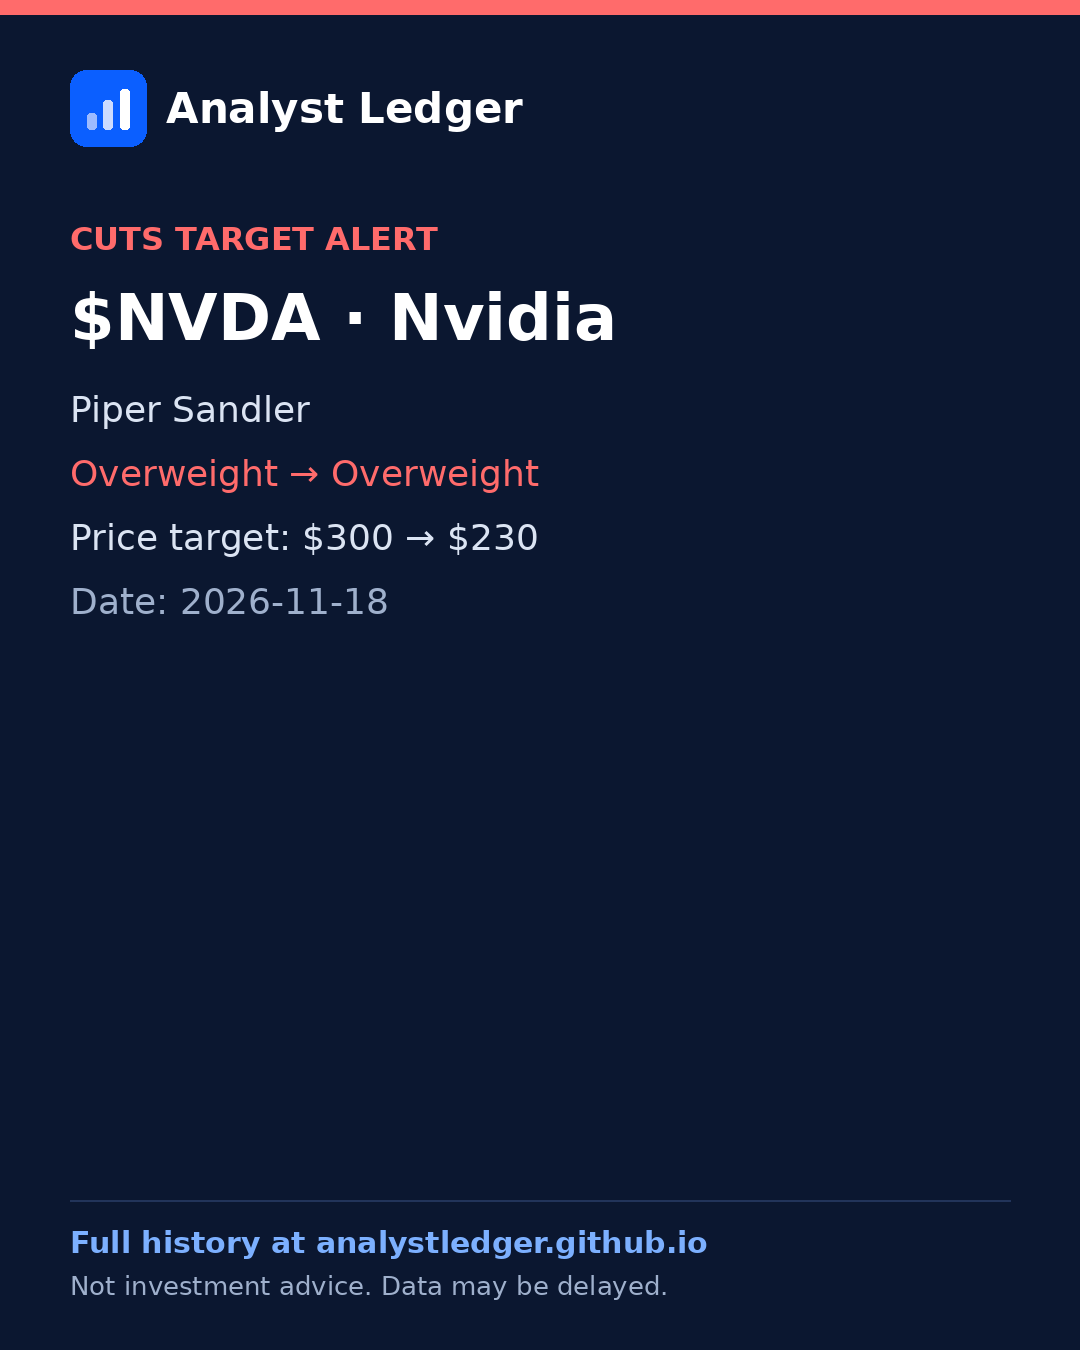 Analyst Ledger
CUTS TARGET ALERT
$NVDA · Nvidia
Piper Sandler
Overweight → Overweight
Price target: $300 → $230
Date: 2026-11-18
Full history at analystledger.github.io
Not investment advice. Data may be delayed.